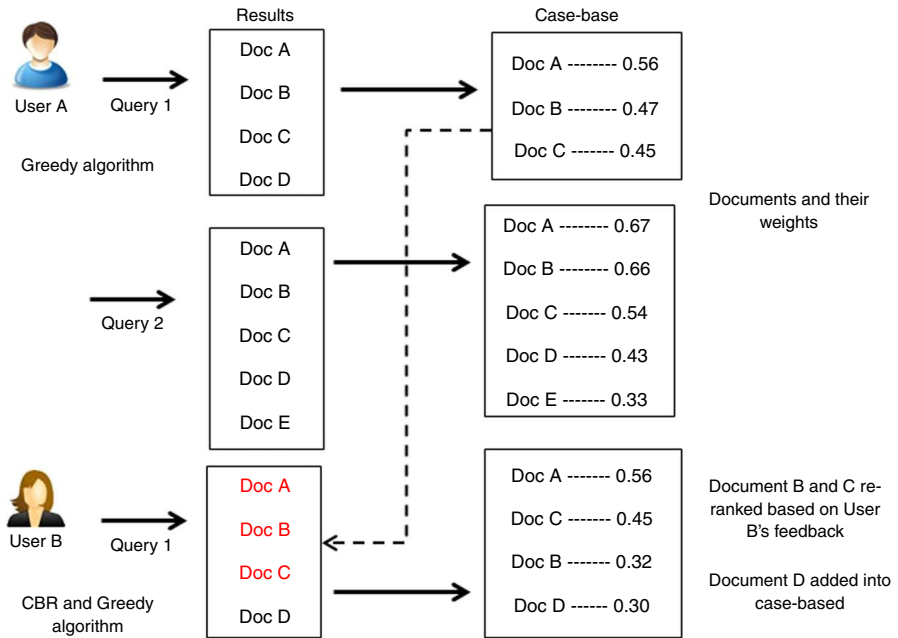 Results
Case-base
User A
Query 1
Greedy algorithm
Doc A
Doc B
Doc C
Doc D
Doc A -------- 0.56
Doc B -------- 0.47
Doc C ------- 0.45
Documents and their
weights
Query 2
Doc A
Doc B
Doc C
Doc D
Doc E
Doc A -------- 0.67
Doc B -------- 0.66
Doc C ------- 0.54
Doc D ------- 0.43
Doc E ------- 0.33
User B
Query 1
CBR and Greedy
algorithm
Doc A
Doc B
Doc C
Doc D
Doc A ------- 0.56
Doc C ------- 0.45
Doc B ------- 0.32
Doc D ------- 0.30
Document B and C re-
ranked based on User
B's feedback
Document D added into
case-based